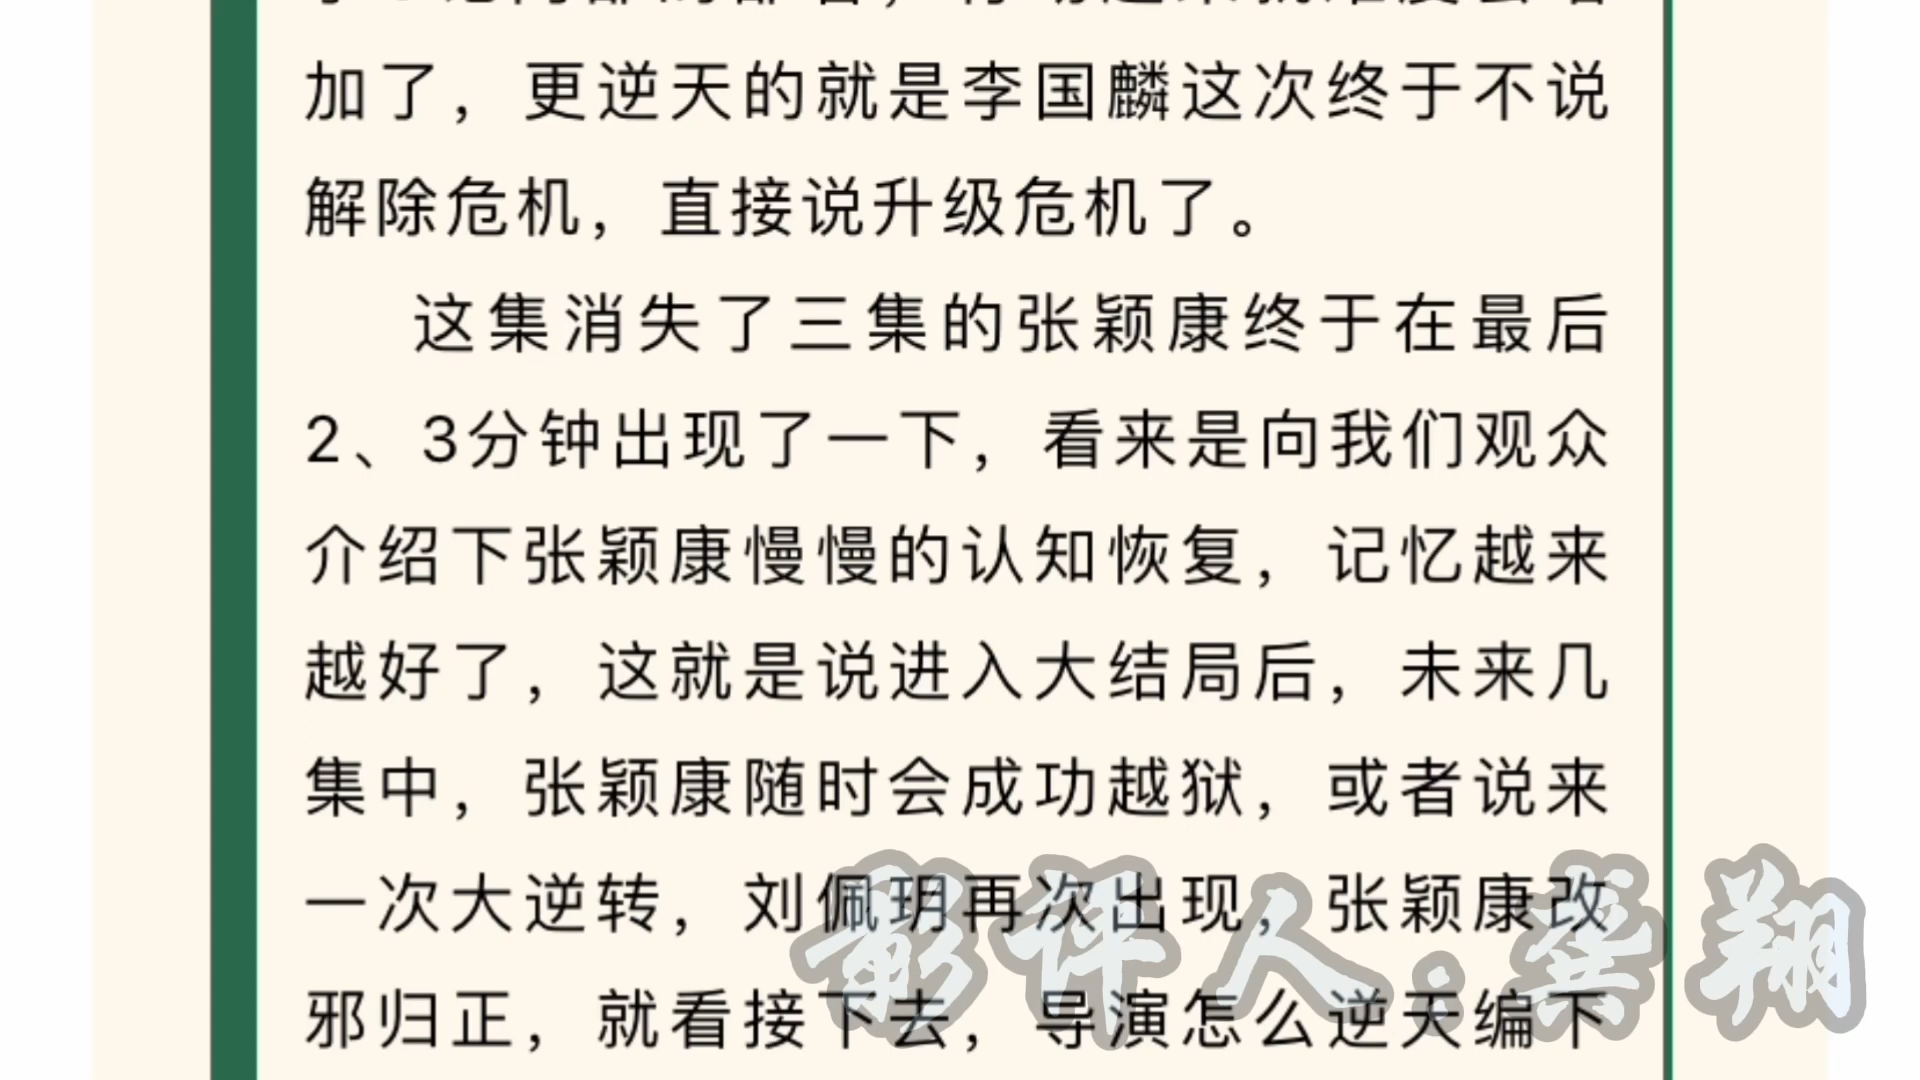 加了，更逆天的就是李国麟这次终于不说
解除危机，直接说升级危机了。
这集消失了三集的张颖康终于在最后
2、3分钟出现了一下，看来是向我们观众
介绍下张颖康慢慢的认知恢复，记忆越来
越好了，这就是说进入大结局后，未来几
集中，张颖康随时会成功越狱，或者说来
一次大逆转，刘佩玥再次出现，张颖康改
邪归正，就看接下去，导演怎么逆天编下
影评人:龚翔